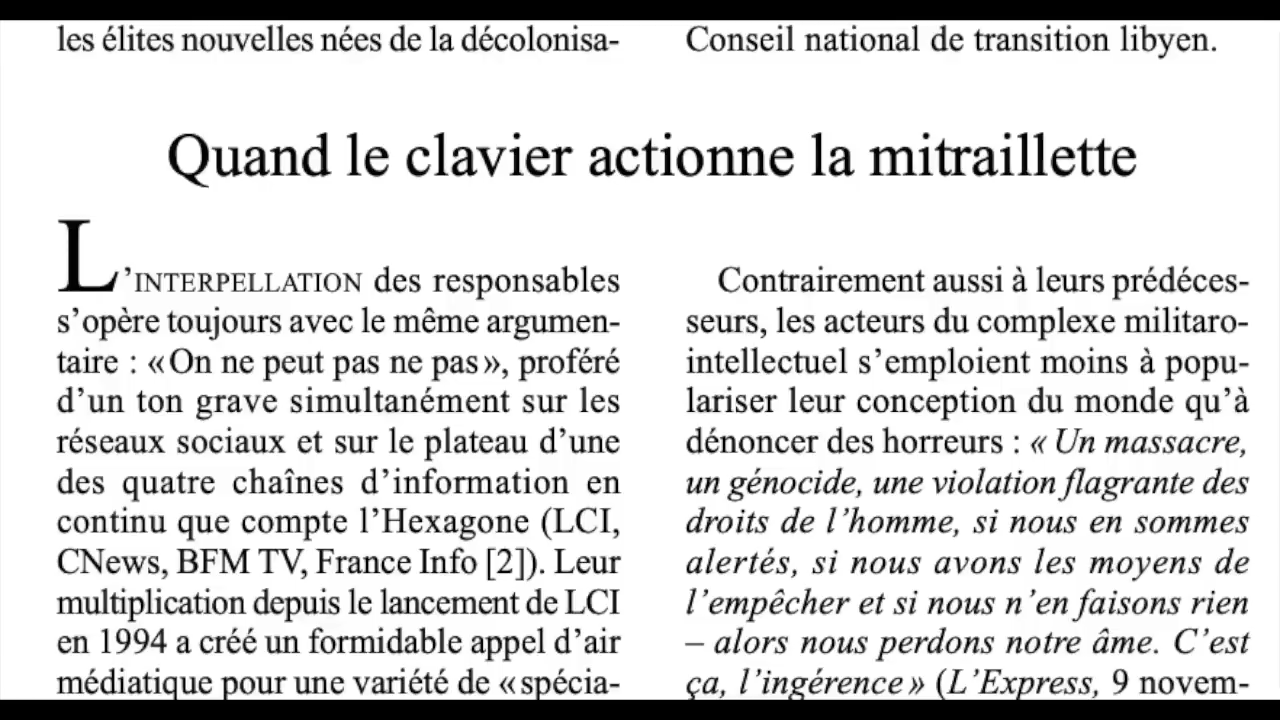 les élites nouvelles nées de la décolonisa-
Conseil national de transition libyen.
Quand le clavier actionne la mitraillette
L’INTERPELLATION des responsables
s’opère toujours avec le même argumen-
taire : «On ne peut pas ne pas», proféré
d’un ton grave simultanément sur les
réseaux sociaux et sur le plateau d’une
des quatre chaînes d’information en
continu que compte l’Hexagone (LCI,
CNews, BFM TV, France Info [2]). Leur
multiplication depuis le lancement de LCI
en 1994 a créé un formidable appel d’air
médiatique pour une variété de «spécia-
Contrairement aussi à leurs prédéces-
seurs, les acteurs du complexe militaro-
intellectuel s’emploient moins à popu-
lariser leur conception du monde qu’à
dénoncer des horreurs : « Un massacre,
un génocide, une violation flagrante des
droits de l’homme, si nous en sommes
alertés, si nous avons les moyens de
l’empêcher et si nous n’en faisons rien
– alors nous perdons notre âme. C’est
ça, l’ingérence» (L’Express, 9 novem-